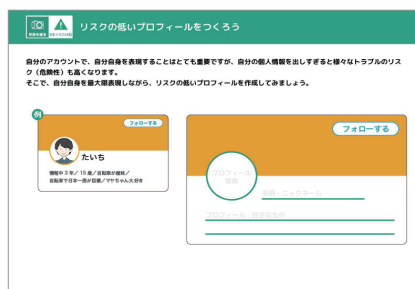 リスクの低いプロフィールをつくろう
自分のアカウントで、自分自身を表現することはとても重要ですが、自分の個人情報を出しすぎると様々なトラブルのリス
ク（危険性）も高くなります。
そこで、自分自身を最大限表現しながら、リスクの低いプロフィールを作成してみましょう。
例
フォローする
たいち
情報中3年／15歳／自転車が趣味／
自転車で日本一周が目標／マヤちゃん大好き
フォローする
プロフィール
写真
名前・ニックネーム
プロフィール・好きなもの